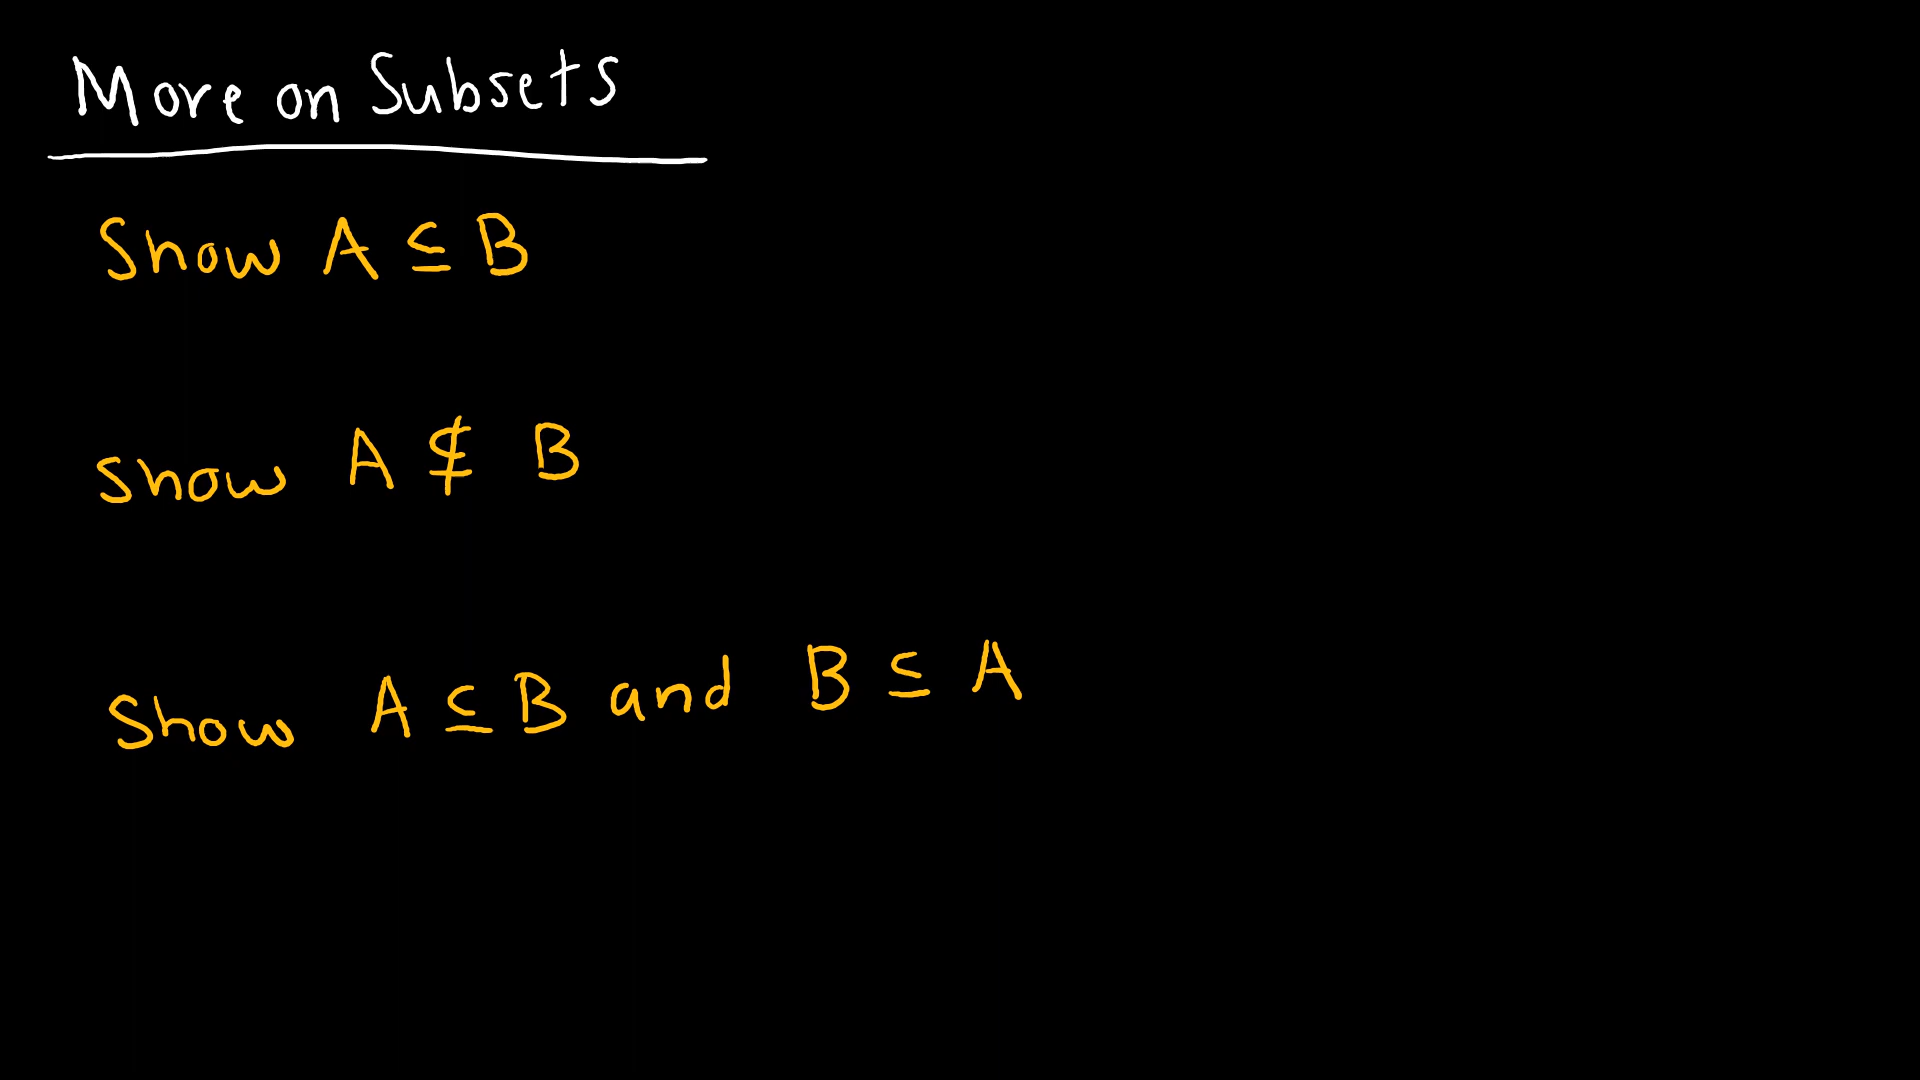 More on Subsets
Show A ⊆ B
Show A ⊈ B
Show A ⊆ B and B ⊆ A